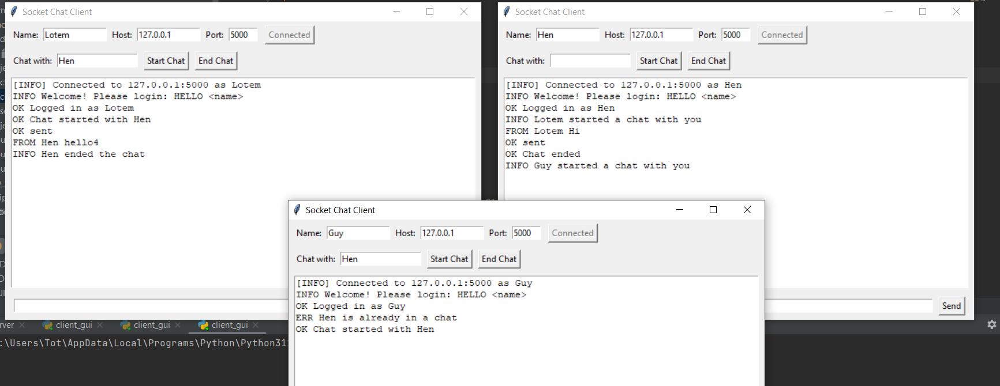 Socket Chat Client
Name: Lotem Host: 127.0.0.1 Port: 5000 Connected
Chat with: Hen Start Chat End Chat
[INFO] Connected to 127.0.0.1:5000 as Lotem
INFO Welcome! Please login: HELLO <name>
OK Logged in as Lotem
OK Chat started with Hen
OK sent
FROM Hen hello4
INFO Hen ended the chat
Socket Chat Client
Name: Hen Host: 127.0.0.1 Port: 5000 Connected
Chat with: Start Chat End Chat
[INFO] Connected to 127.0.0.1:5000 as Hen
INFO Welcome! Please login: HELLO <name>
OK Logged in as Hen
INFO Lotem started a chat with you
FROM Lotem Hi
OK sent
OK Chat ended
INFO Guy started a chat with you
Send
Socket Chat Client
Name: Guy Host: 127.0.0.1 Port: 5000 Connected
Chat with: Hen Start Chat End Chat
[INFO] Connected to 127.0.0.1:5000 as Guy
INFO Welcome! Please login: HELLO <name>
OK Logged in as Guy
ERR Hen is already in a chat
OK Chat started with Hen
rver client_gui client_gui client_gui
:\Users\Tot\AppData\Local\Programs\Python\Python31